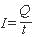 I = Q/t